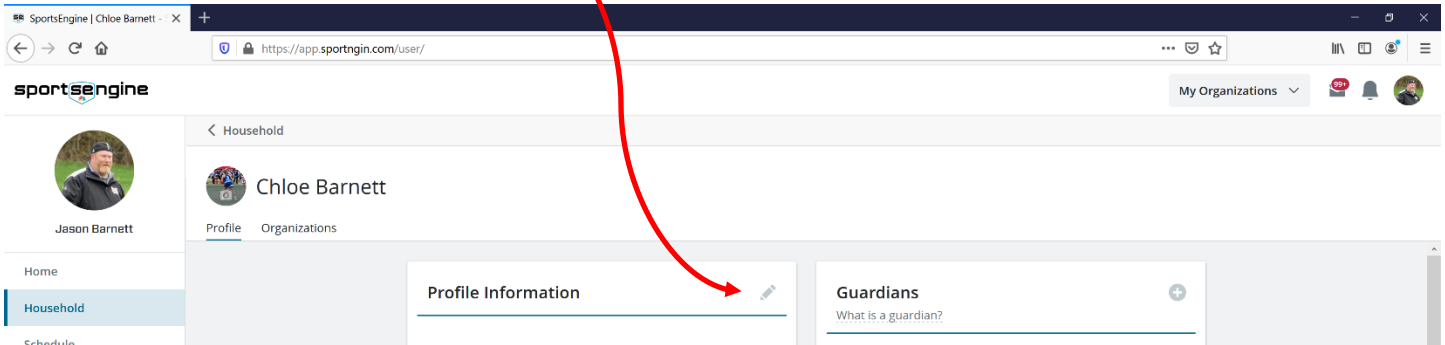 SportsEngine | Chloe Barnett -
https://app.sportngin.com/user/
sportsengine
My Organizations
99+
Jason Barnett
Household
Chloe Barnett
Profile Organizations
Home
Household
Schedule
Profile Information
Guardians
What is a guardian?